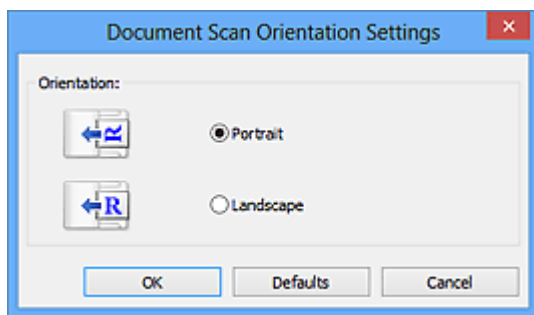 Document Scan Orientation Settings
Orientation:
R
Portrait
R
Landscape
OK Defaults Cancel